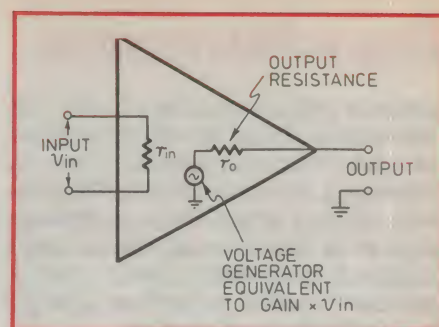 OUTPUT
RESISTANCE
INPUT
Vin
rin
ro
OUTPUT
VOLTAGE
GENERATOR
EQUIVALENT
TO GAIN × Vin